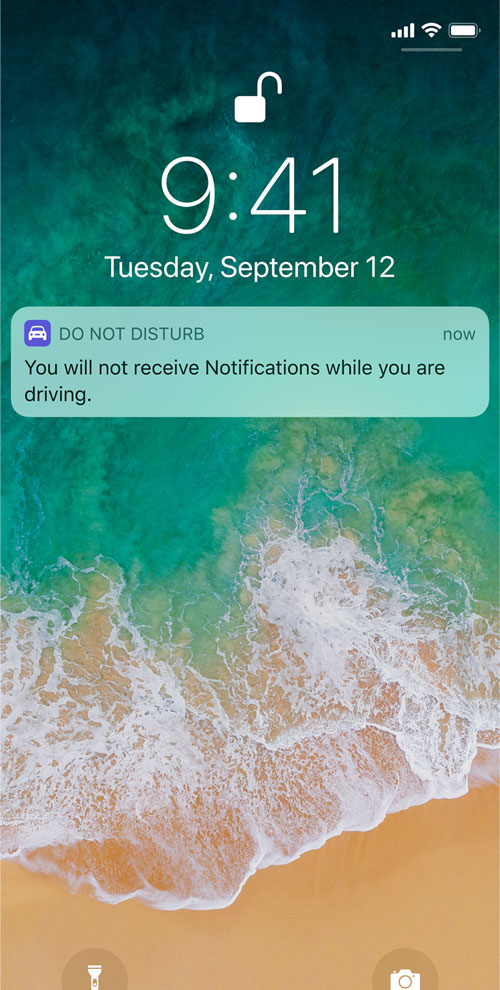 9:41
Tuesday, September 12
DO NOT DISTURB now
You will not receive Notifications while you are
driving.